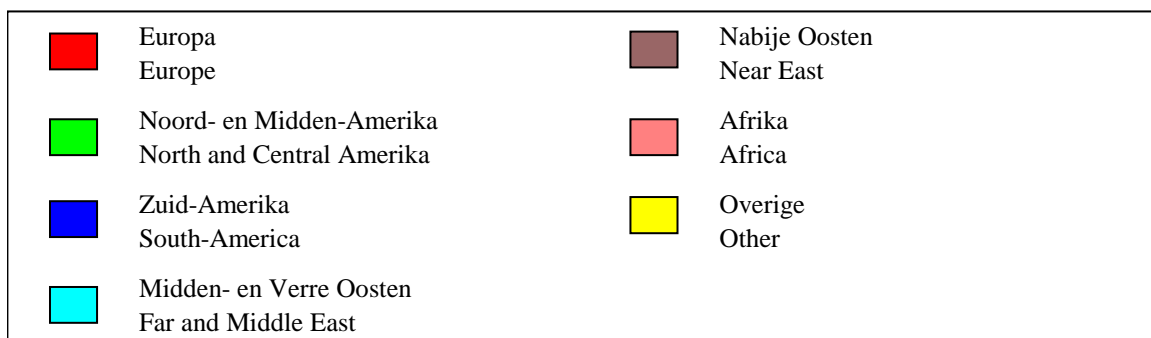 Europa
Europe
Noord- en Midden-Amerika
North and Central Amerika
Zuid-Amerika
South-America
Midden- en Verre Oosten
Far and Middle East
Nabije Oosten
Near East
Afrika
Africa
Overige
Other